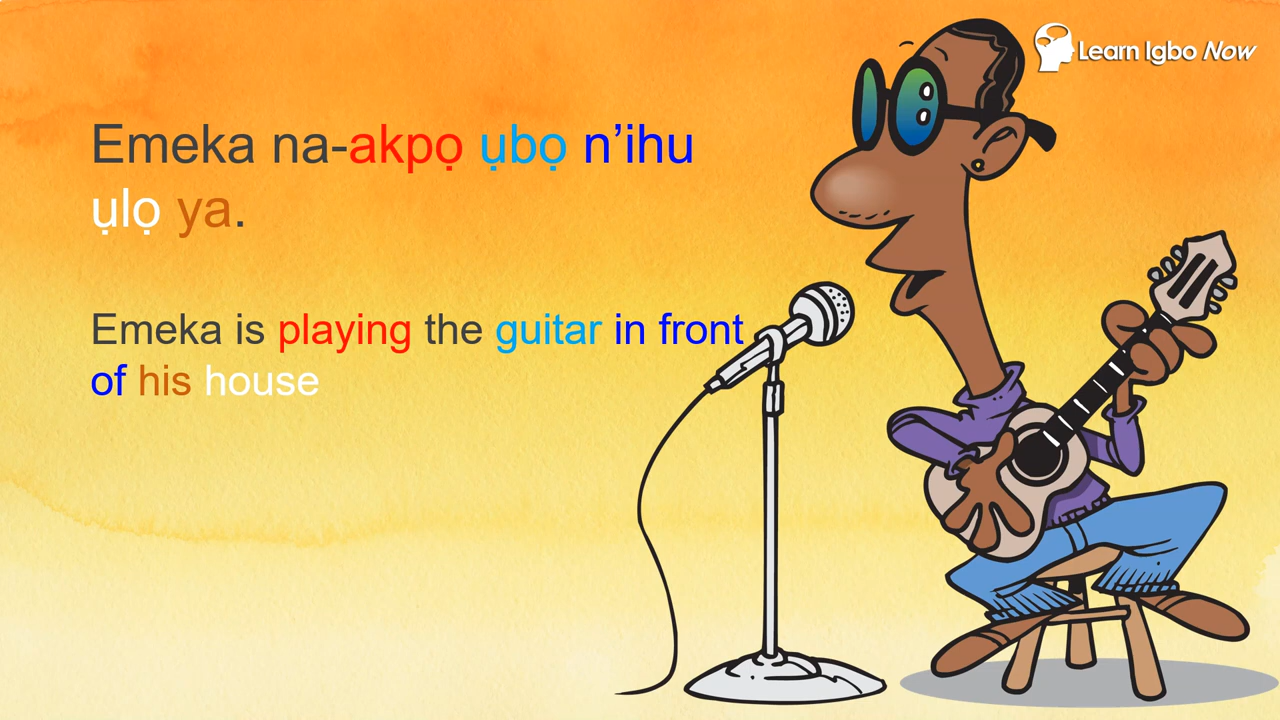 Learn Igbo Now
Emeka na-akpọ ụbọ n’ihu
ụlọ ya.
Emeka is playing the guitar in front
of his house